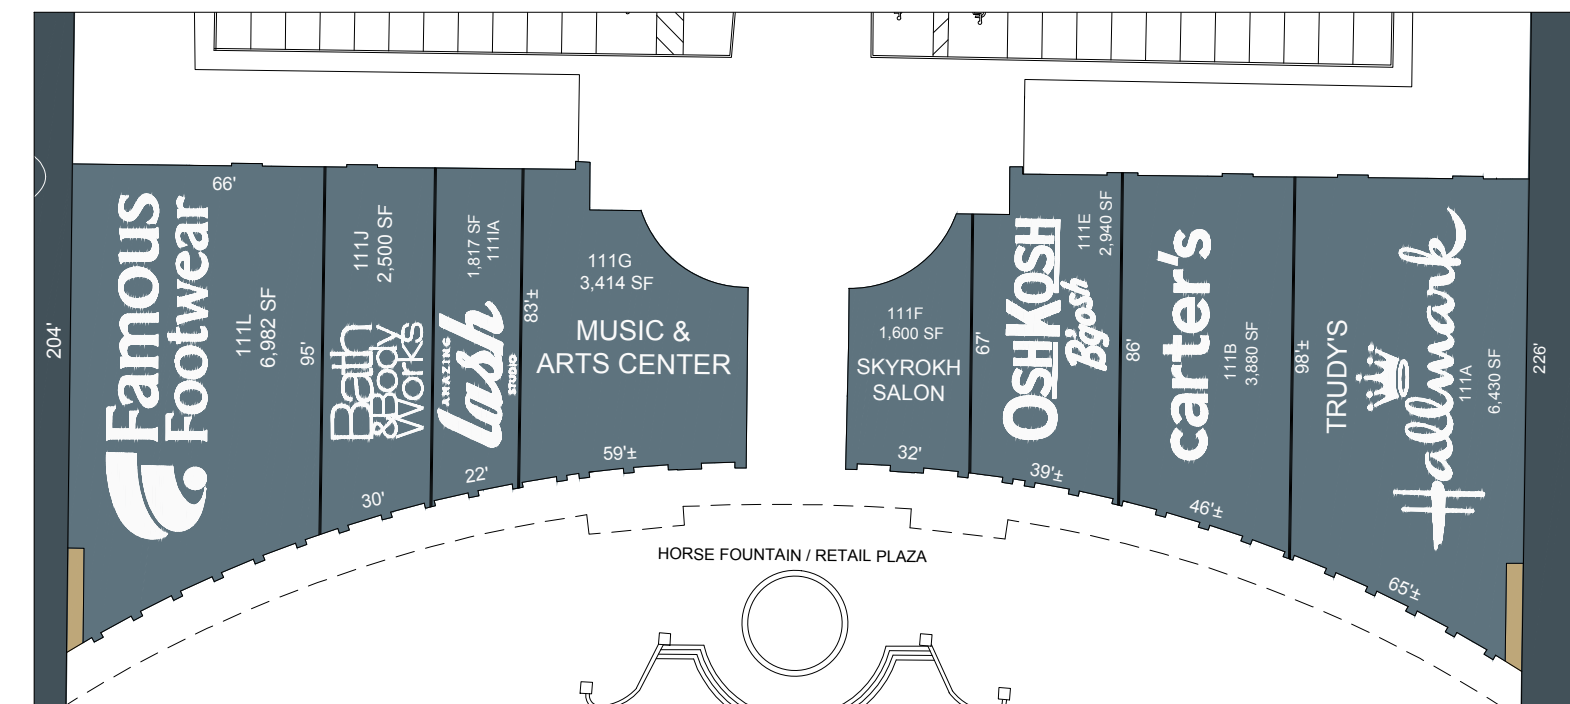 204'
66'
Famous
Footwear
111L
6,982 SF
95'
111J
2,500 SF
Bath
&Body
Works
30'
1,817 SF
111IA
AMAZING
Lash
STUDIO
22'
83'±
111G
3,414 SF
MUSIC &
ARTS CENTER
59'±
111F
1,600 SF
SKYROKH
SALON
32'
67'
OSHKOSH
B'gosh
111E
2,940 SF
39'±
86'
carter's
111B
3,880 SF
46'±
98'±
TRUDY'S
Hallmark
111A
6,430 SF
65'±
226'
HORSE FOUNTAIN / RETAIL PLAZA